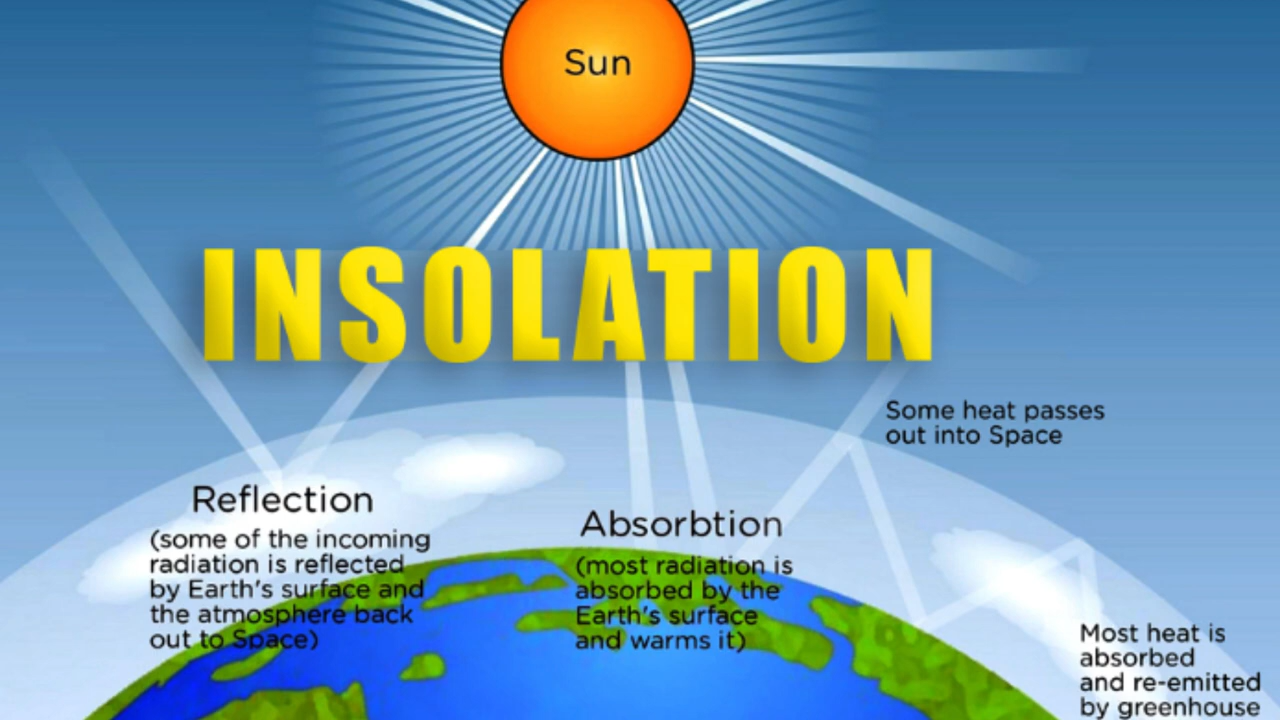 Sun
INSOLATION
Some heat passes
out into Space
Reflection
(some of the incoming
radiation is reflected
by Earth's surface and
the atmosphere back
out to Space)
Absorbtion
(most radiation is
absorbed by the
Earth's surface
and warms it)
Most heat is
absorbed
and re-emitted
by greenhouse